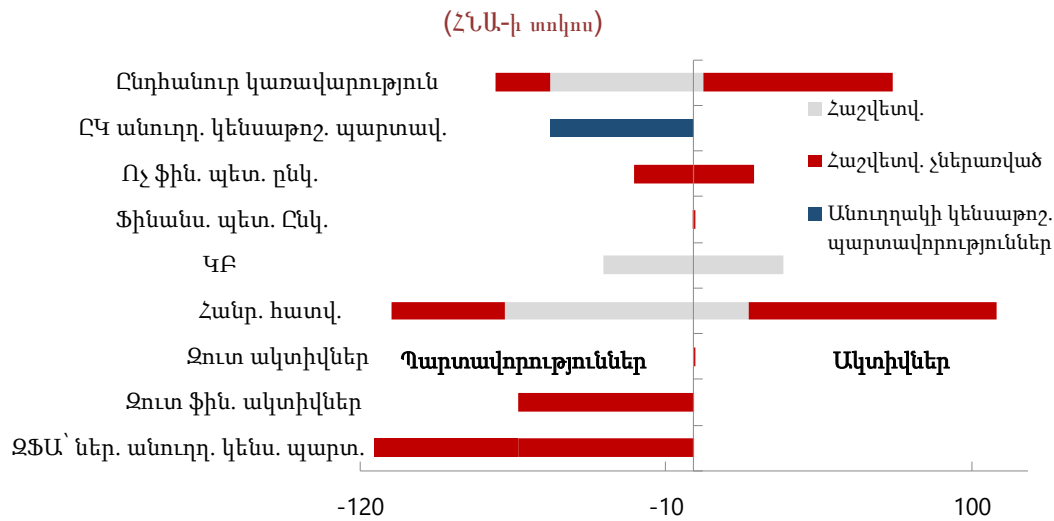 (ՀՆԱ-ի տոկոս)
Ընդհանուր կառավարություն
ԸԿ անուղղ. կենսաթոշ. պարտավ.
Ոչ ֆին. պետ. ընկ.
Ֆինանս. պետ. Ընկ.
ԿԲ
Հանր. հատվ.
Զուտ ակտիվներ
Զուտ ֆին. ակտիվներ
ԶՖԱ՝ ներ. անուղղ. կենս. պարտ.
Պարտավորություններ
Ակտիվներ
Հաշվետվ.
Հաշվետվ. չներառված
Անուղղակի կենսաթոշ.
պարտավորություններ
-120
-10
100